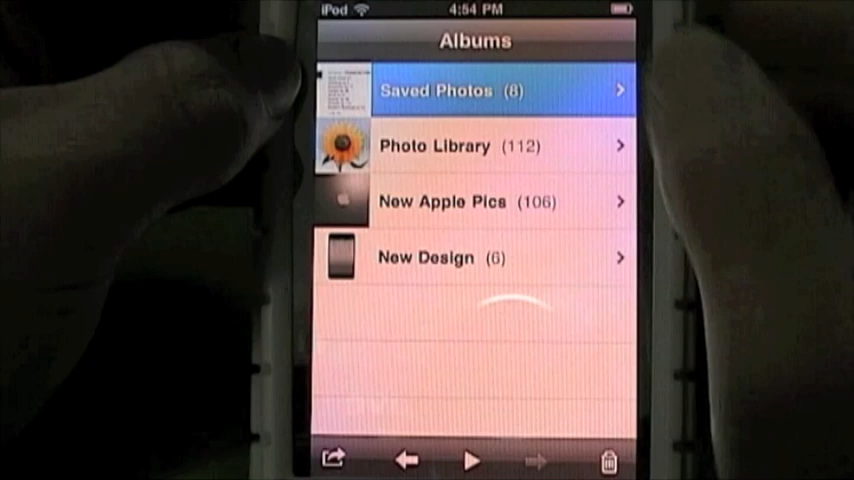 iPod 4:54 PM
Albums
Saved Photos (8)
Photo Library (112)
New Apple Pics (106)
New Design (6)